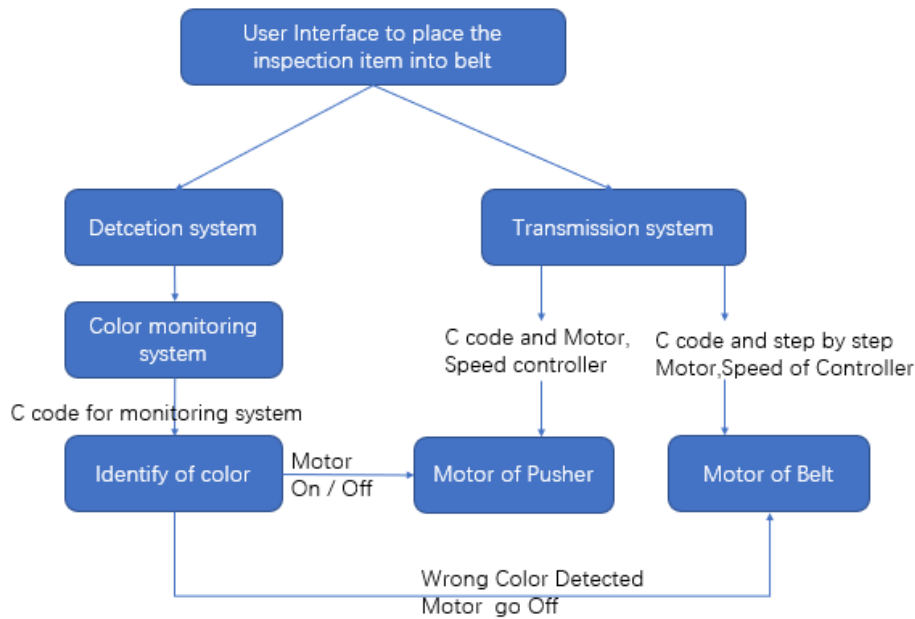 User Interface to place the
inspection item into belt
Detcetion system
Transmission system
Color monitoring
system
C code and Motor,
Speed controller
C code and step by step
Motor,Speed of Controller
C code for monitoring system
Identify of color
Motor
On / Off
Motor of Pusher
Motor of Belt
Wrong Color Detected
Motor go Off